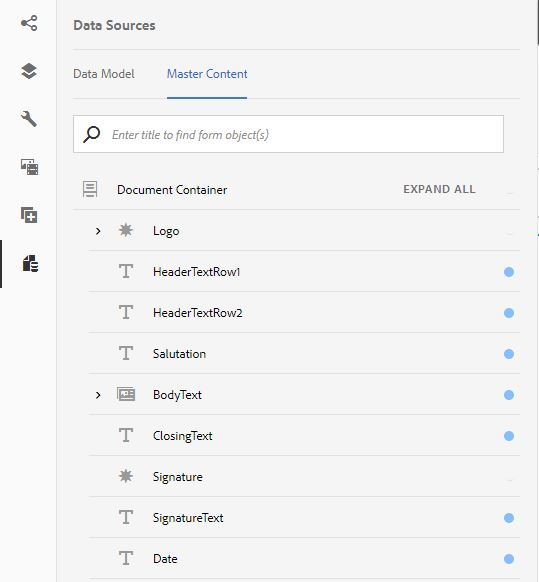 Data Sources
Data Model Master Content
Enter title to find form object(s)
Document Container EXPAND ALL
Logo
HeaderTextRow1
HeaderTextRow2
Salutation
BodyText
ClosingText
Signature
SignatureText
Date